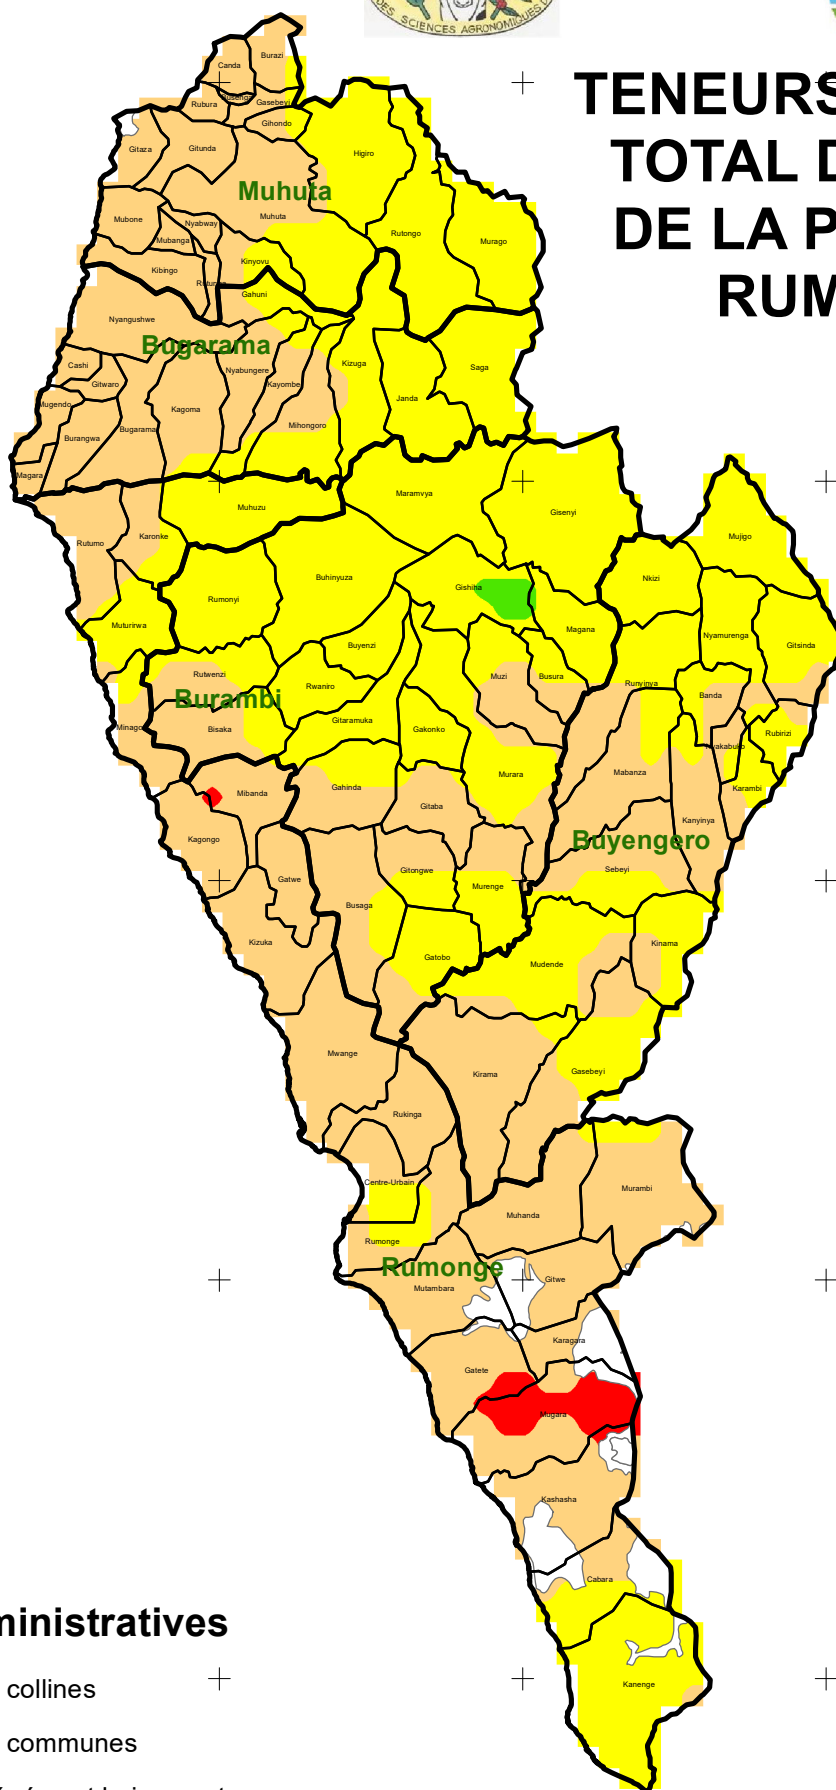 DES SCIENCES AGRONOMIQUES D
TENEURS
TOTAL D
DE LA P
RUM
Burazi
Canda
Rubura
Gasebeyi
Gihondo
Gitaza
Gitunda
Higiro
Muhuta
Muhuta
Mubone
Nyabway
Mubanga
Rutongo
Murago
Kibingo
Kinyovu
Gahuni
Nyangushwe
Bugarama
Cashi
Gitwaro
Nyabungere
Kayombe
Kizuga
Saga
Mugendo
Burangwa
Bugarama
Kagoma
Mihongoro
Janda
Magara
Rutumo
Karonke
Muhuzu
Maramvya
Gisenyi
Mujigo
Rumonyi
Buhinyuza
Gishiha
Nkizi
Muturirwa
Buyenzi
Magana
Nyamurenga
Gitsinda
Rutwenzi
Burambi
Rwaniro
Muzi
Busura
Runyinya
Banda
Minago
Bisaka
Gitaramuka
Gakonko
Nyakabuko
Rubirizi
Mibanda
Gahinda
Murara
Mabanza
Karambi
Gitaba
Kagongo
Buyengero
Kanyinya
Gatwe
Gitongwe
Murenge
Sebeyi
Busaga
Kizuka
Gatobo
Mudende
Kinama
Mwange
Kirama
Gasebeyi
Rukinga
Centre-Urbain
Murambi
Muhanda
Rumonge
Rumonge
Mutambara
Gitwe
Karagara
Gatete
Mugara
Kashasha
Cabara
Kanenge
ministratives
collines
communes